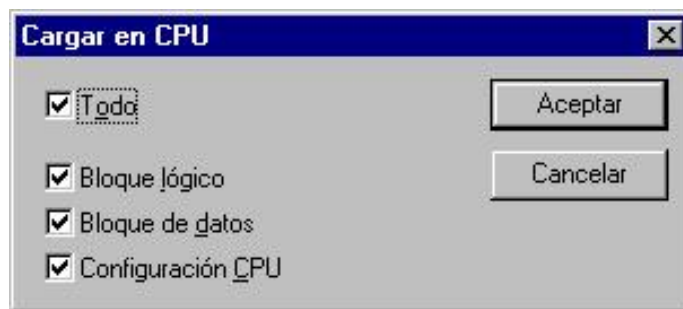 Cargar en CPU
Todo
Aceptar
Bloque lógico
Cancelar
Bloque de datos
Configuración CPU